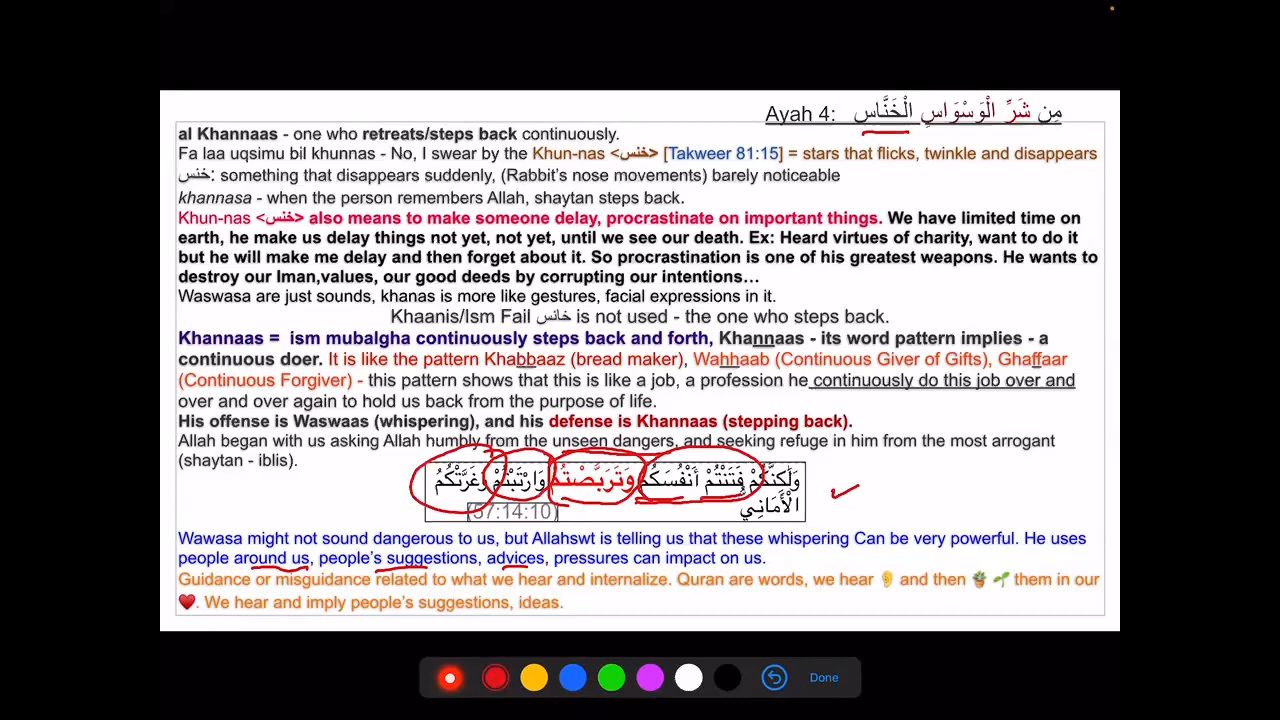 Ayah 4: مِن شَرِّ الْوَسْوَاسِ الْخَنَّاسِ
al Khannaas - one who retreats/steps back continuously.
Fa laa uqsimu bil khunnas - No, I swear by the Khun-nas <خنس> [Takweer 81:15] = stars that flicks, twinkle and disappears
خنس: something that disappears suddenly, (Rabbit's nose movements) barely noticeable
khannasa - when the person remembers Allah, shaytan steps back.
Khun-nas <خنس> also means to make someone delay, procrastinate on important things. We have limited time on
earth, he make us delay things not yet, not yet, until we see our death. Ex: Heard virtues of charity, want to do it
but he will make me delay and then forget about it. So procrastination is one of his greatest weapons. He wants to
destroy our Iman,values, our good deeds by corrupting our intentions…
Waswasa are just sounds, khanas is more like gestures, facial expressions in it.
Khaanis/Ism Fail خانس is not used - the one who steps back.
Khannaas = ism mubalgha continuously steps back and forth, Khannaas - its word pattern implies - a
continuous doer. It is like the pattern Khabbaaz (bread maker), Wahhaab (Continuous Giver of Gifts), Ghaffaar
(Continuous Forgiver) - this pattern shows that this is like a job, a profession he continuously do this job over and
over and over again to hold us back from the purpose of life.
His offense is Waswaas (whispering), and his defense is Khannaas (stepping back).
Allah began with us asking Allah humbly from the unseen dangers, and seeking refuge in him from the most arrogant
(shaytan - iblis).
وَلَٰكِنَّكُمْ فَتَنْتُمْ أَنْفُسَكُمْ وَتَرَبَّصْتُمْ وَارْتَبْتُمْ وَغَرَّتْكُمُ
الْأَمَانِي
(57:14:10)
Wawasa might not sound dangerous to us, but Allahswt is telling us that these whispering Can be very powerful. He uses
people around us, people's suggestions, advices, pressures can impact on us.
Guidance or misguidance related to what we hear and internalize. Quran are words, we hear 👂 and then 🪴 🌱 them in our
❤️. We hear and imply people's suggestions, ideas.
Done